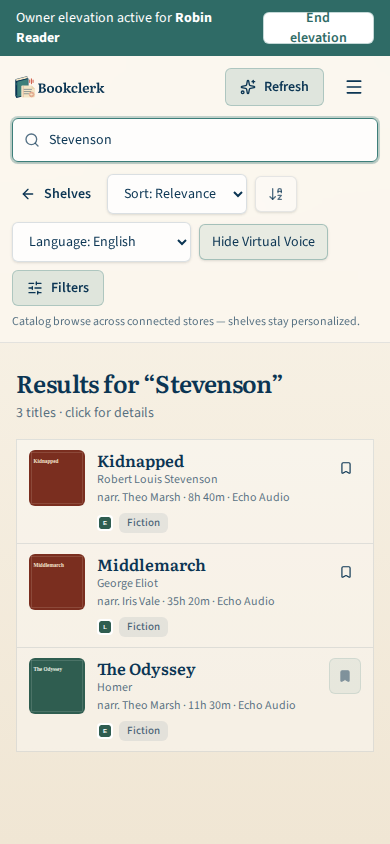 Owner elevation active for Robin
Reader
End
elevation
Bookclerk
Refresh
Stevenson
Shelves
Sort: Relevance
Language: English
Hide Virtual Voice
Filters
Catalog browse across connected stores — shelves stay personalized.
Results for “Stevenson”
3 titles · click for details
Kidnapped
Kidnapped
Robert Louis Stevenson
narr. Theo Marsh · 8h 40m · Echo Audio
E
Fiction
Middlemarch
Middlemarch
George Eliot
narr. Iris Vale · 35h 20m · Echo Audio
L
Fiction
The Odyssey
The Odyssey
Homer
narr. Theo Marsh · 11h 30m · Echo Audio
E
Fiction